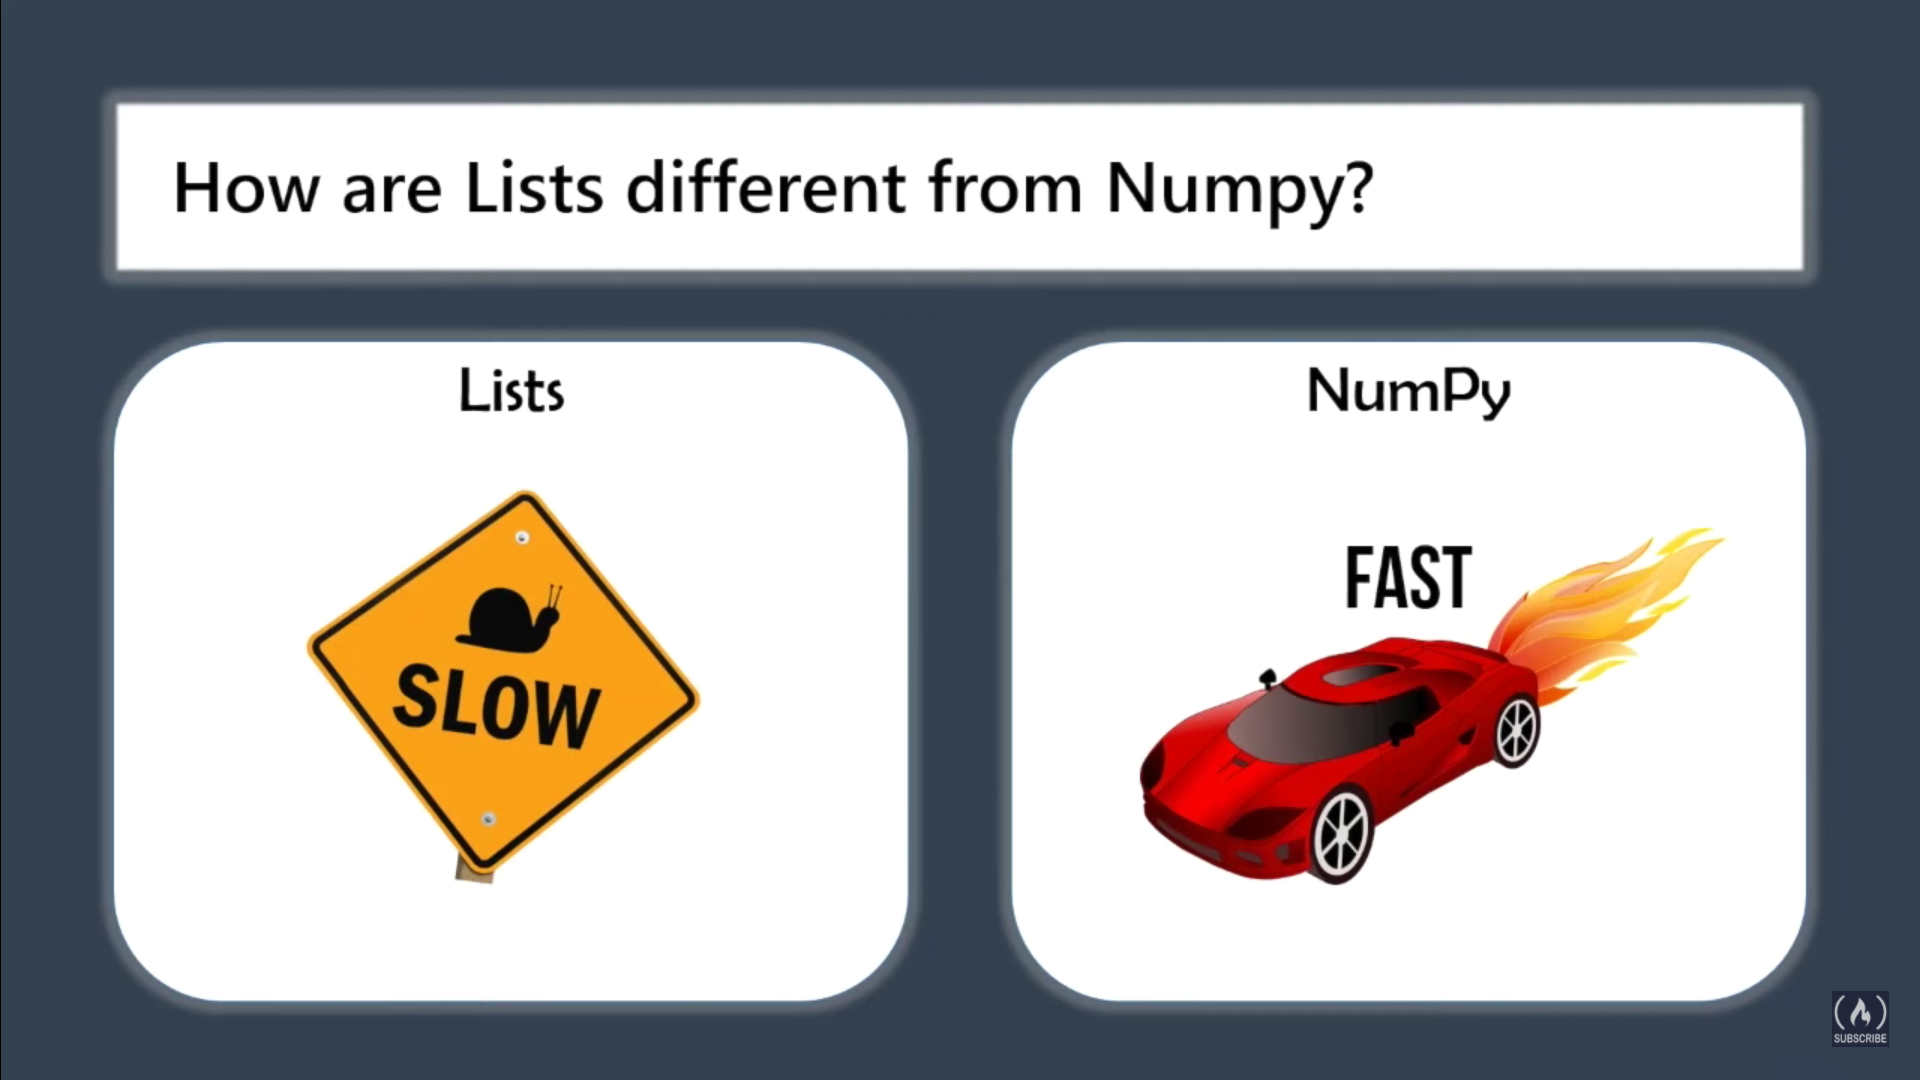 How are Lists different from Numpy?
Lists
NumPy
SLOW
FAST
SUBSCRIBE